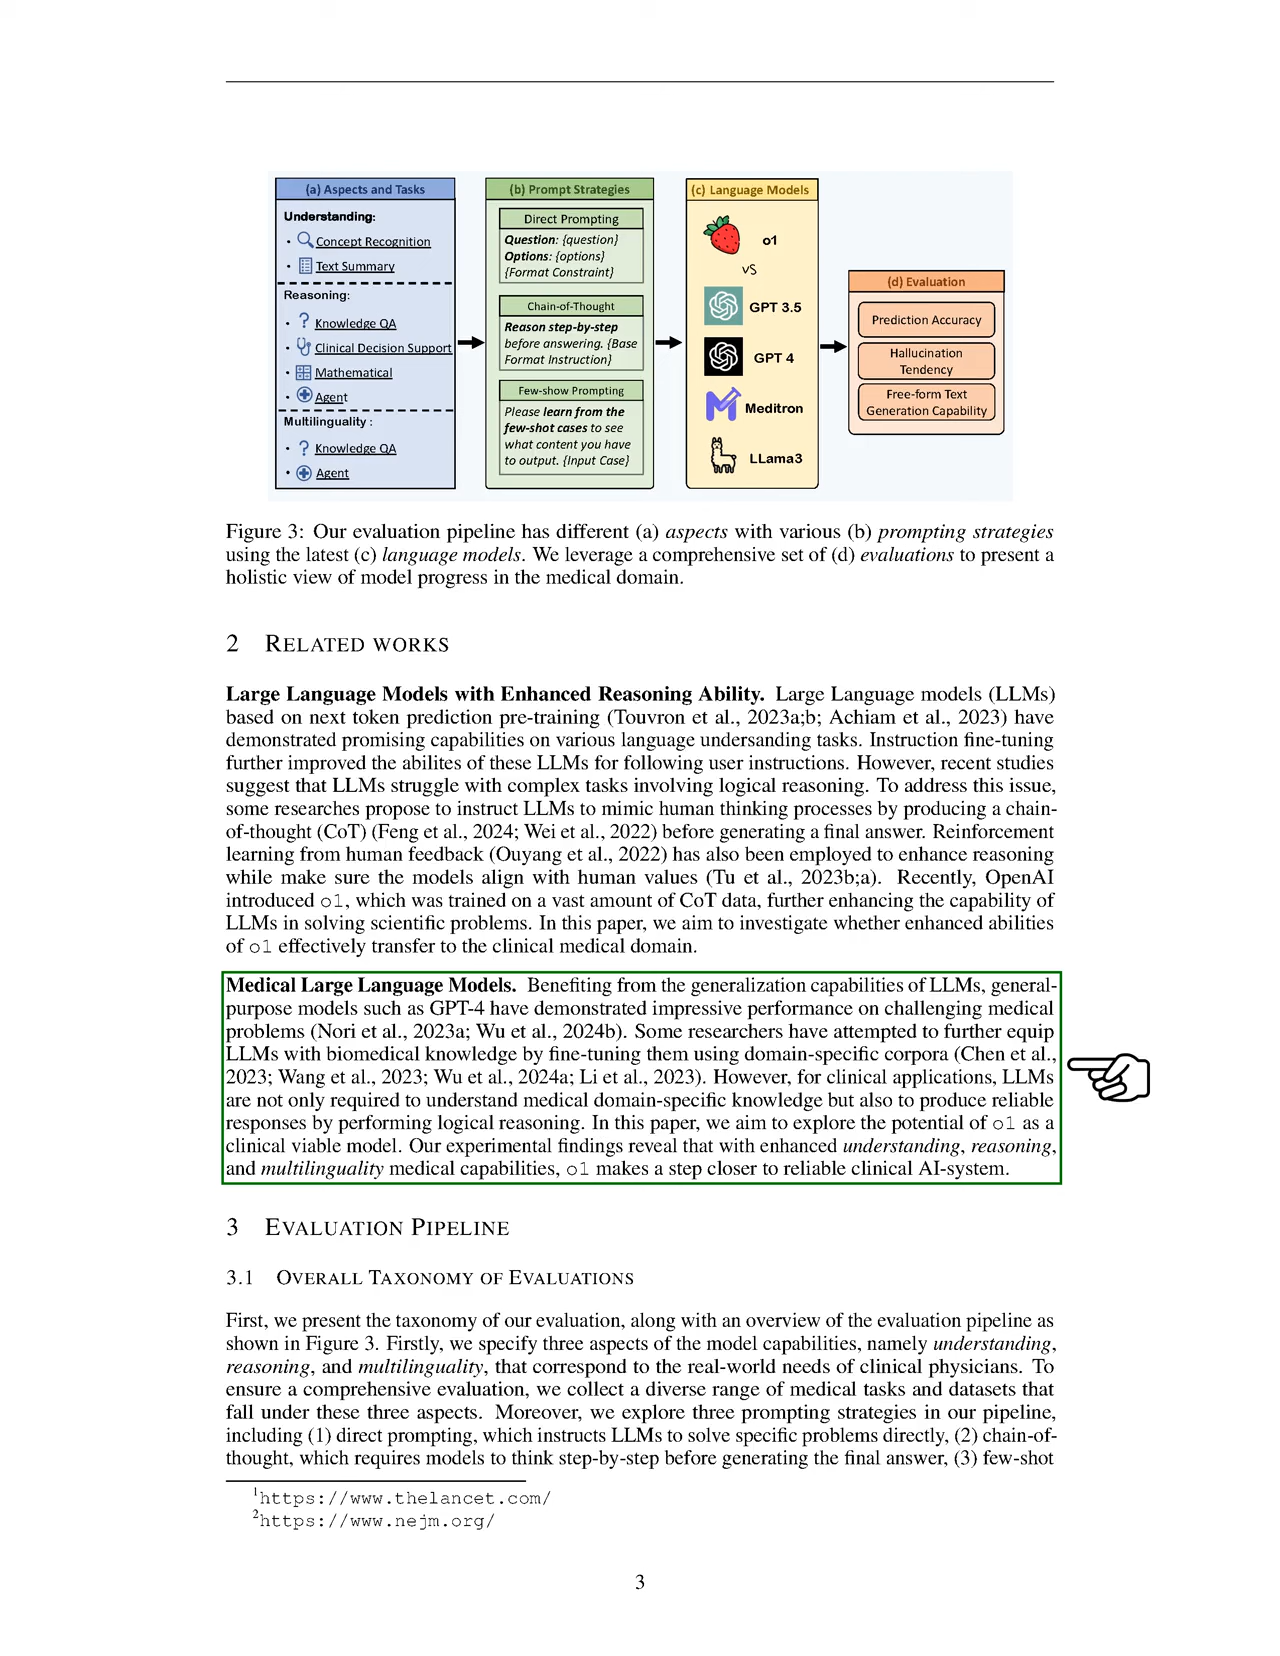 (a) Aspects and Tasks
Understanding:
• Concept Recognition
• Text Summary
Reasoning:
• Knowledge QA
• Clinical Decision Support
• Mathematical
• Agent
Multilinguality :
• Knowledge QA
• Agent
(b) Prompt Strategies
Direct Prompting
Question: {question}
Options: {options}
{Format Constraint}
Chain-of-Thought
Reason step-by-step
before answering. {Base
Format Instruction}
Few-show Prompting
Please learn from the
few-shot cases to see
what content you have
to output. {Input Case}
(c) Language Models
o1
vs
GPT 3.5
GPT 4
Meditron
LLama3
(d) Evaluation
Prediction Accuracy
Hallucination
Tendency
Free-form Text
Generation Capability
Figure 3: Our evaluation pipeline has different (a) aspects with various (b) prompting strategies
using the latest (c) language models. We leverage a comprehensive set of (d) evaluations to present a
holistic view of model progress in the medical domain.
2 RELATED WORKS
Large Language Models with Enhanced Reasoning Ability. Large Language models (LLMs)
based on next token prediction pre-training (Touvron et al., 2023a;b; Achiam et al., 2023) have
demonstrated promising capabilities on various language undersanding tasks. Instruction fine-tuning
further improved the abilites of these LLMs for following user instructions. However, recent studies
suggest that LLMs struggle with complex tasks involving logical reasoning. To address this issue,
some researches propose to instruct LLMs to mimic human thinking processes by producing a chain-
of-thought (CoT) (Feng et al., 2024; Wei et al., 2022) before generating a final answer. Reinforcement
learning from human feedback (Ouyang et al., 2022) has also been employed to enhance reasoning
while make sure the models align with human values (Tu et al., 2023b;a). Recently, OpenAI
introduced o1, which was trained on a vast amount of CoT data, further enhancing the capability of
LLMs in solving scientific problems. In this paper, we aim to investigate whether enhanced abilities
of o1 effectively transfer to the clinical medical domain.
Medical Large Language Models. Benefiting from the generalization capabilities of LLMs, general-
purpose models such as GPT-4 have demonstrated impressive performance on challenging medical
problems (Nori et al., 2023a; Wu et al., 2024b). Some researchers have attempted to further equip
LLMs with biomedical knowledge by fine-tuning them using domain-specific corpora (Chen et al.,
2023; Wang et al., 2023; Wu et al., 2024a; Li et al., 2023). However, for clinical applications, LLMs
are not only required to understand medical domain-specific knowledge but also to produce reliable
responses by performing logical reasoning. In this paper, we aim to explore the potential of o1 as a
clinical viable model. Our experimental findings reveal that with enhanced understanding, reasoning,
and multilinguality medical capabilities, o1 makes a step closer to reliable clinical AI-system.
3 EVALUATION PIPELINE
3.1 OVERALL TAXONOMY OF EVALUATIONS
First, we present the taxonomy of our evaluation, along with an overview of the evaluation pipeline as
shown in Figure 3. Firstly, we specify three aspects of the model capabilities, namely understanding,
reasoning, and multilinguality, that correspond to the real-world needs of clinical physicians. To
ensure a comprehensive evaluation, we collect a diverse range of medical tasks and datasets that
fall under these three aspects. Moreover, we explore three prompting strategies in our pipeline,
including (1) direct prompting, which instructs LLMs to solve specific problems directly, (2) chain-of-
thought, which requires models to think step-by-step before generating the final answer, (3) few-shot
1https://www.thelancet.com/
2https://www.nejm.org/
3